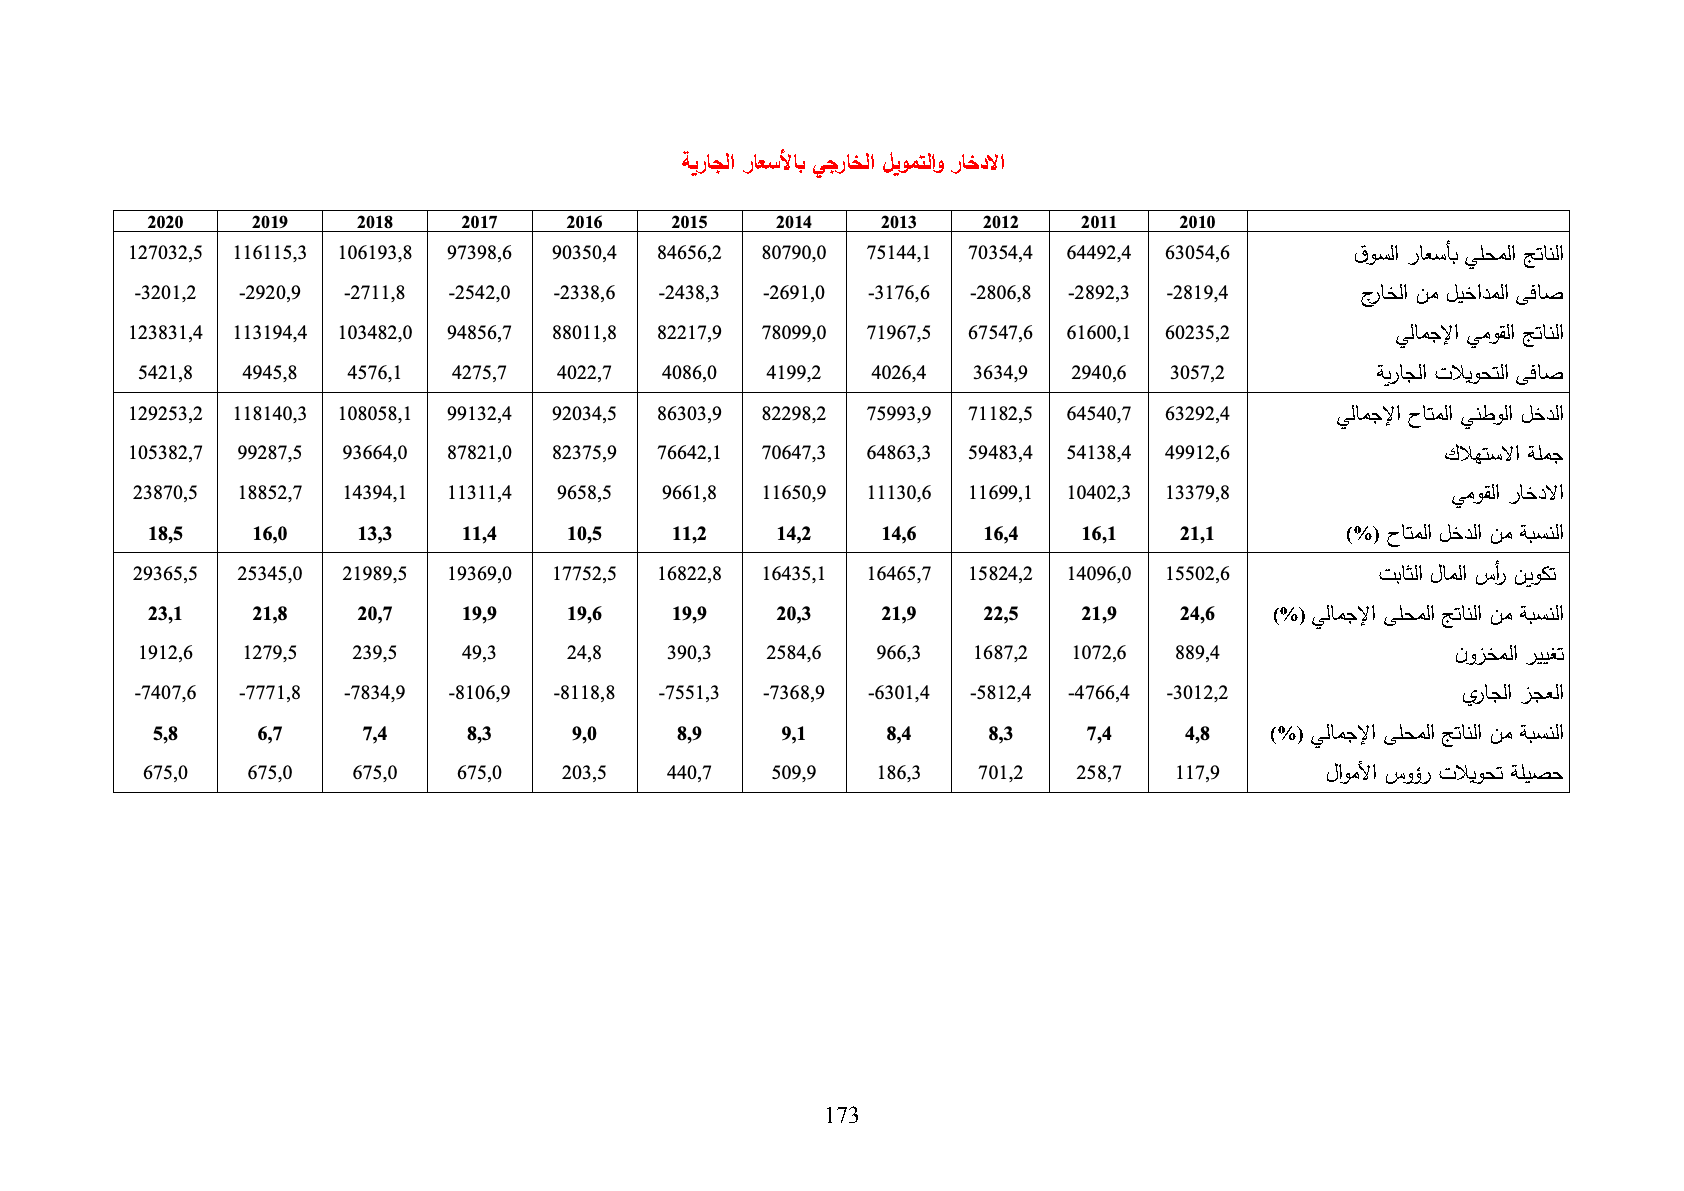 الادخار والتمويل الخارجي بالأسعار الجارية
2010 2011 2012 2013 2014 2015 2016 2017 2018 2019 2020
الناتج المحلي بأسعار السوق 63054,6 64492,4 70354,4 75144,1 80790,0 84656,2 90350,4 97398,6 106193,8 116115,3 127032,5
صافى المداخيل من الخارج -2819,4 -2892,3 -2806,8 -3176,6 -2691,0 -2438,3 -2338,6 -2542,0 -2711,8 -2920,9 -3201,2
الناتج القومي الإجمالي 60235,2 61600,1 67547,6 71967,5 78099,0 82217,9 88011,8 94856,7 103482,0 113194,4 123831,4
صافى التحويلات الجارية 3057,2 2940,6 3634,9 4026,4 4199,2 4086,0 4022,7 4275,7 4576,1 4945,8 5421,8
الدخل الوطني المتاح الإجمالي 63292,4 64540,7 71182,5 75993,9 82298,2 86303,9 92034,5 99132,4 108058,1 118140,3 129253,2
جملة الاستهلاك 49912,6 54138,4 59483,4 64863,3 70647,3 76642,1 82375,9 87821,0 93664,0 99287,5 105382,7
الادخار القومي 13379,8 10402,3 11699,1 11130,6 11650,9 9661,8 9658,5 11311,4 14394,1 18852,7 23870,5
النسبة من الدخل المتاح (%) 21,1 16,1 16,4 14,6 14,2 11,2 10,5 11,4 13,3 16,0 18,5
تكوين رأس المال الثابت 15502,6 14096,0 15824,2 16465,7 16435,1 16822,8 17752,5 19369,0 21989,5 25345,0 29365,5
النسبة من الناتج المحلى الإجمالي (%) 24,6 21,9 22,5 21,9 20,3 19,9 19,6 19,9 20,7 21,8 23,1
تغيير المخزون 889,4 1072,6 1687,2 966,3 2584,6 390,3 24,8 49,3 239,5 1279,5 1912,6
العجز الجاري -3012,2 -4766,4 -5812,4 -6301,4 -7368,9 -7551,3 -8118,8 -8106,9 -7834,9 -7771,8 -7407,6
النسبة من الناتج المحلى الإجمالي (%) 4,8 7,4 8,3 8,4 9,1 8,9 9,0 8,3 7,4 6,7 5,8
حصيلة تحويلات رؤوس الأموال 117,9 258,7 701,2 186,3 509,9 440,7 203,5 675,0 675,0 675,0 675,0
173